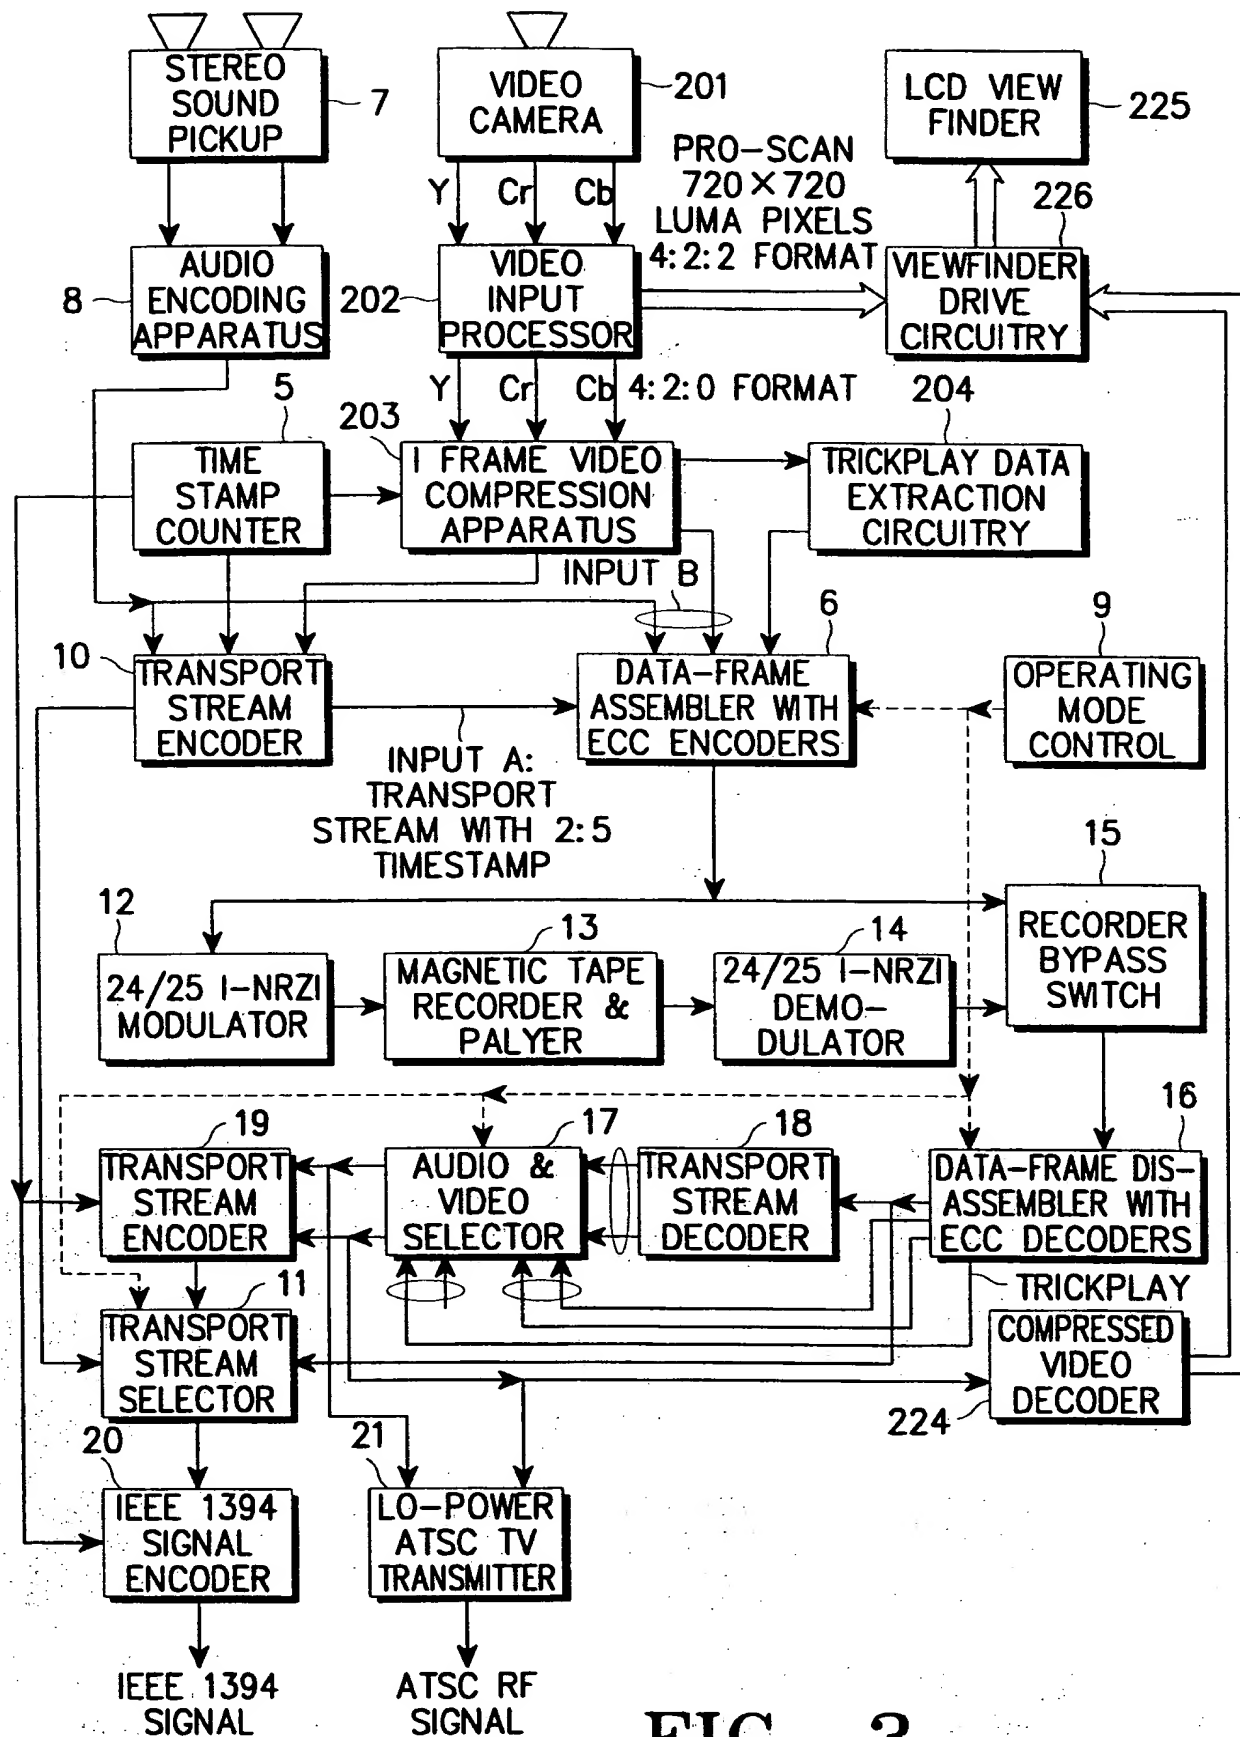 STEREO
SOUND
PICKUP
7
VIDEO
CAMERA
201
LCD VIEW
FINDER
225
PRO-SCAN
720×720
LUMA PIXELS
4:2:2 FORMAT
226
Y
Cr
Cb
AUDIO
ENCODING
APPARATUS
8
VIDEO
INPUT
PROCESSOR
202
VIEWFINDER
DRIVE
CIRCUITRY
Y
Cr
Cb
4:2:0 FORMAT
5
203
204
TIME
STAMP
COUNTER
I FRAME VIDEO
COMPRESSION
APPARATUS
TRICKPLAY DATA
EXTRACTION
CIRCUITRY
INPUT B
6
9
10
TRANSPORT
STREAM
ENCODER
DATA-FRAME
ASSEMBLER WITH
ECC ENCODERS
OPERATING
MODE
CONTROL
INPUT A:
TRANSPORT
STREAM WITH 2:5
TIMESTAMP
15
12
13
14
24/25 I-NRZI
MODULATOR
MAGNETIC TAPE
RECORDER &
PALYER
24/25 I-NRZI
DEMO-
DULATOR
RECORDER
BYPASS
SWITCH
19
17
18
16
TRANSPORT
STREAM
ENCODER
AUDIO &
VIDEO
SELECTOR
TRANSPORT
STREAM
DECODER
DATA-FRAME DIS-
ASSEMBLER WITH
ECC DECODERS
TRICKPLAY
11
TRANSPORT
STREAM
SELECTOR
COMPRESSED
VIDEO
DECODER
224
20
21
IEEE 1394
SIGNAL
ENCODER
LO-POWER
ATSC TV
TRANSMITTER
IEEE 1394
SIGNAL
ATSC RF
SIGNAL
FIG. 3